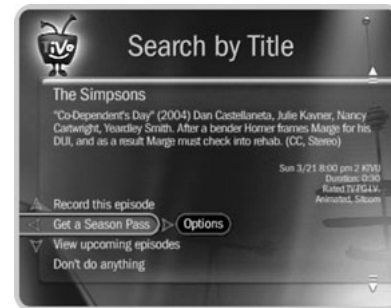 TiVo
Search by Title
The Simpsons
"Co-Dependent's Day" (2004) Dan Castellaneta, Julie Kavner, Nancy
Cartwright, Yeardley Smith. After a bender Homer frames Marge for his
DUI, and as a result Marge must check into rehab. (CC, Stereo)
Sun 3/21 8:00 pm 2 KTVU
Duration: 0:30
Rated TV-PG-LV
Animated, Sitcom
Record this episode
Get a Season Pass Options
View upcoming episodes
Don't do anything